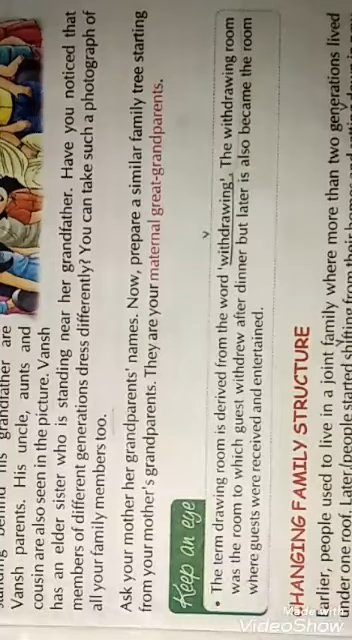 standing behind his grandfather are
Vansh parents. His uncle, aunts and
cousin are also seen in the picture. Vansh
has an elder sister who is standing near her grandfather. Have you noticed that
members of different generations dress differently? You can take such a photograph of
all your family members too.
Ask your mother her grandparents' names. Now, prepare a similar family tree starting
from your mother's grandparents. They are your maternal great-grandparents.
Keep an eye
• The term drawing room is derived from the word 'withdrawing'. The withdrawing room
was the room to which guest withdrew after dinner but later is also became the room
where guests were received and entertained.
HANGING FAMILY STRUCTURE
rlier, people used to live in a joint family where more than two generations lived
nder one roof. Later people started shifting from their homes and
Made with
VideoShow